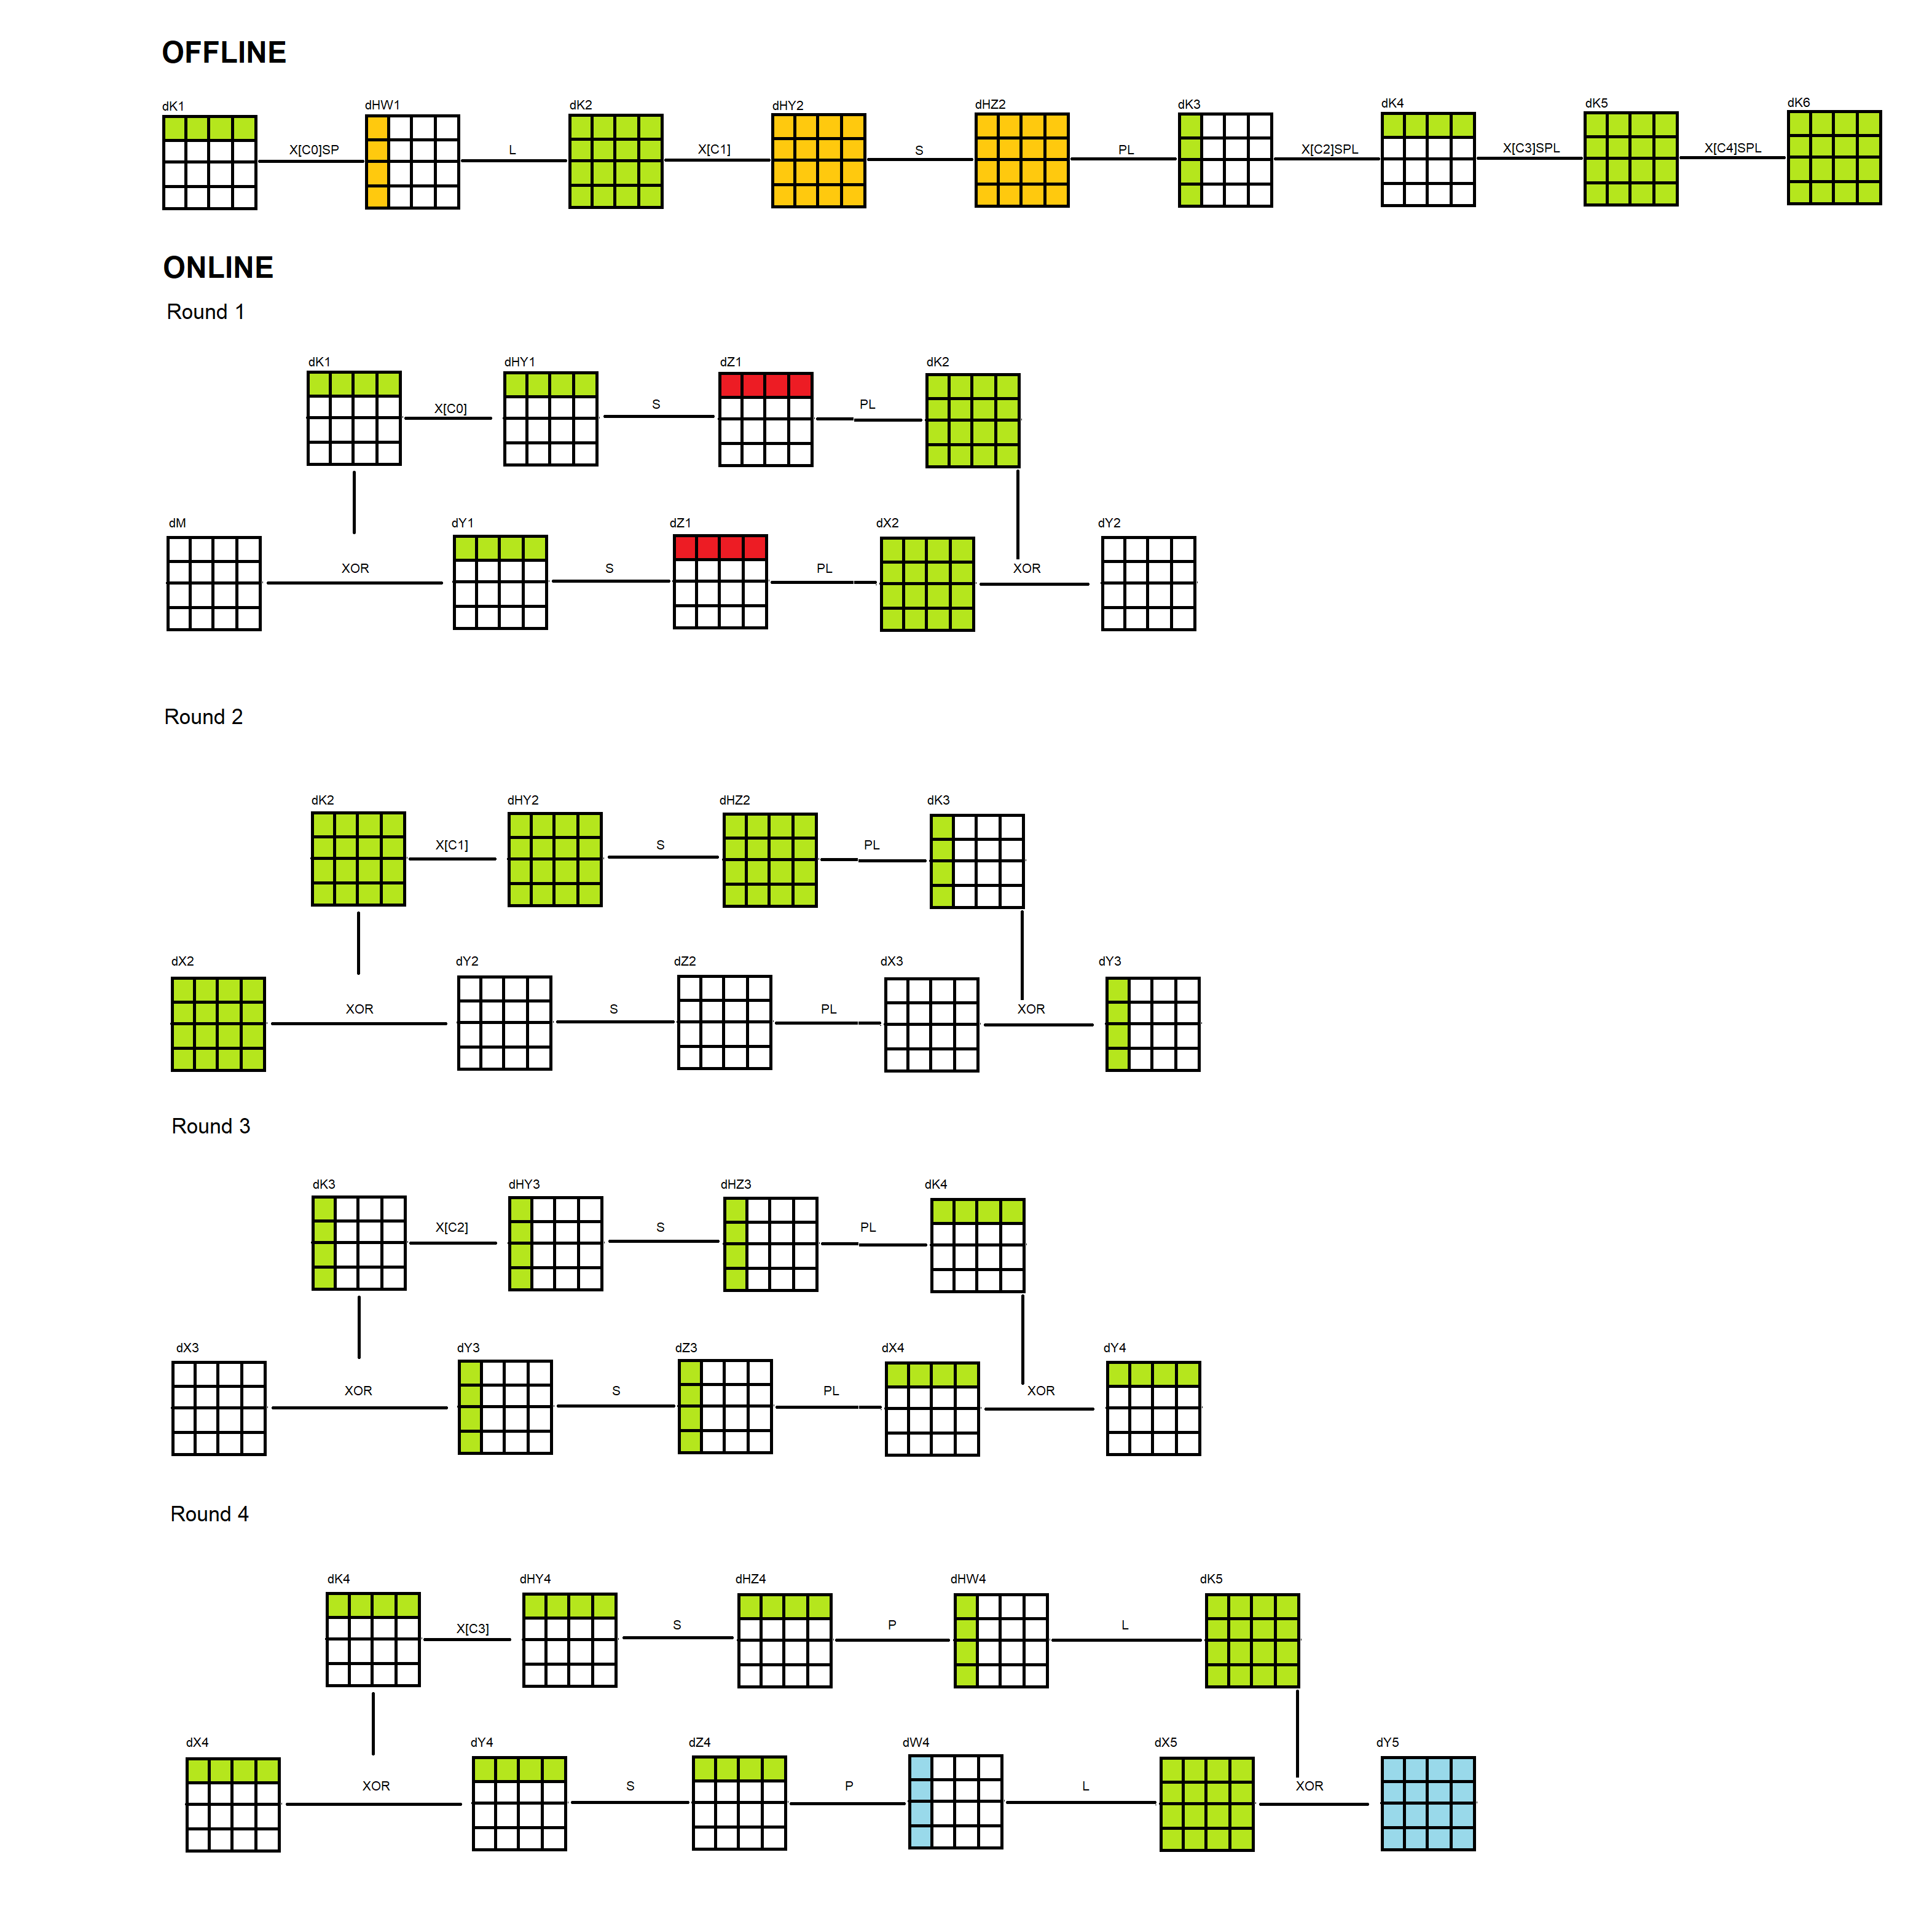 OFFLINE
dK1 dHW1 dK2 dHY2 dHZ2 dK3 dK4 dK5 dK6
X[C0]SP L X[C1] S PL X[C2]SPL X[C3]SPL X[C4]SPL
ONLINE
Round 1
dK1 dHY1 dZ1 dK2
X[C0] S PL
dM dY1 dZ1 dX2 dY2
XOR S PL XOR
Round 2
dK2 dHY2 dHZ2 dK3
X[C1] S PL
dX2 dY2 dZ2 dX3 dY3
XOR S PL XOR
Round 3
dK3 dHY3 dHZ3 dK4
X[C2] S PL
dX3 dY3 dZ3 dX4 dY4
XOR S PL XOR
Round 4
dK4 dHY4 dHZ4 dHW4 dK5
X[C3] S P L
dX4 dY4 dZ4 dW4 dX5 dY5
XOR S P L XOR